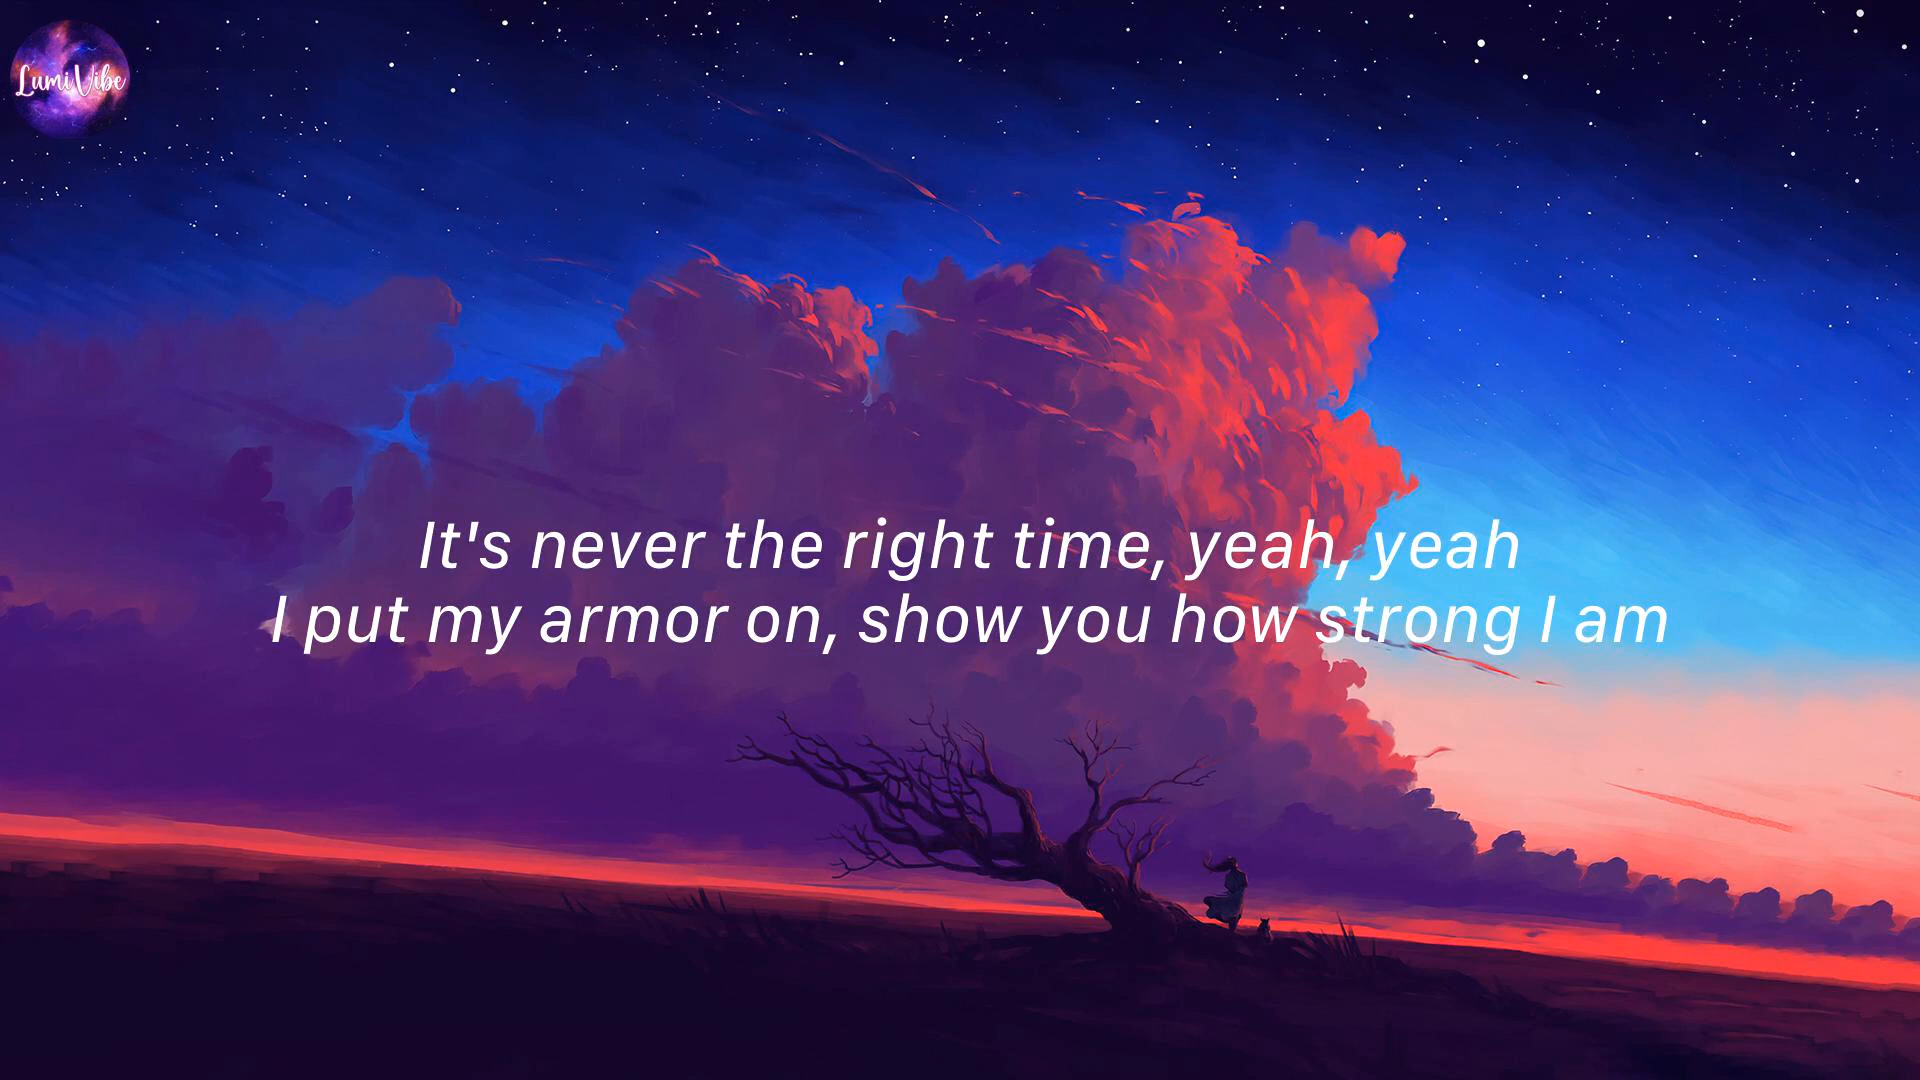 LumiVibe
It's never the right time, yeah, yeah
I put my armor on, show you how strong I am